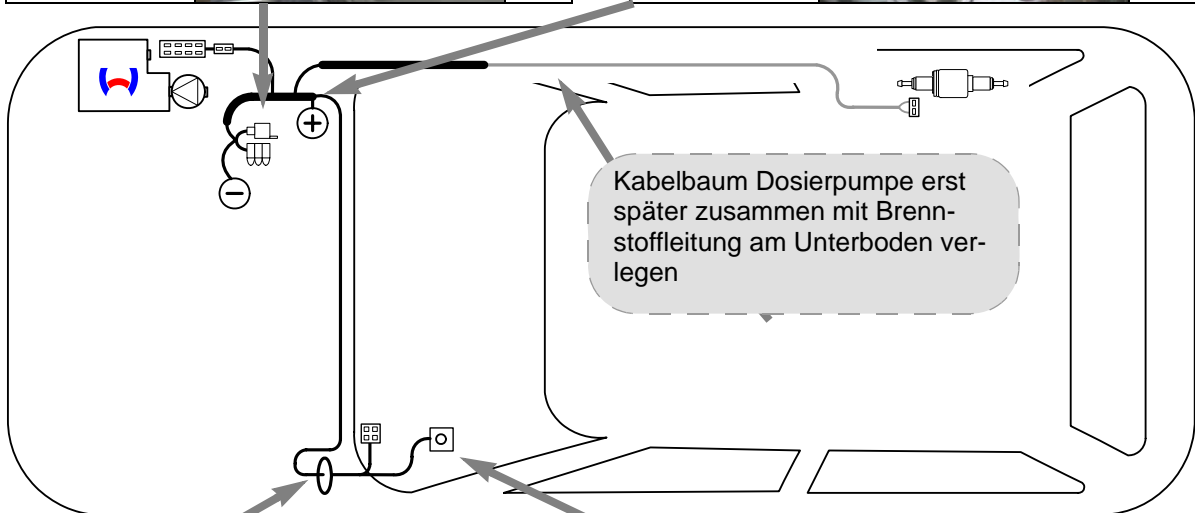 +
−
Kabelbaum Dosierpumpe erst
später zusammen mit Brenn-
stoffleitung am Unterboden ver-
legen